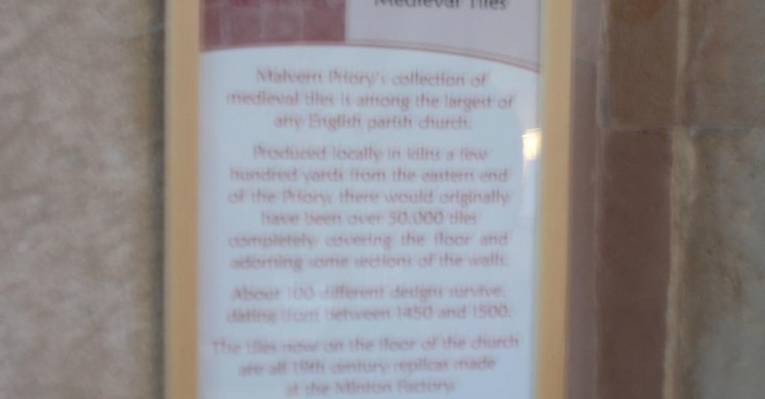 Medieval Tiles
Malvern Priory's collection of
medieval tiles is among the largest of
any English parish church.
Produced locally in kilns a few
hundred yards from the eastern end
of the Priory, there would originally
have been over 50,000 tiles
completely covering the floor and
adorning some sections of the walls.
About 100 different designs survive,
dating from between 1450 and 1500.
The tiles now on the floor of the church
are all 19th century replicas made
at the Minton Factory.